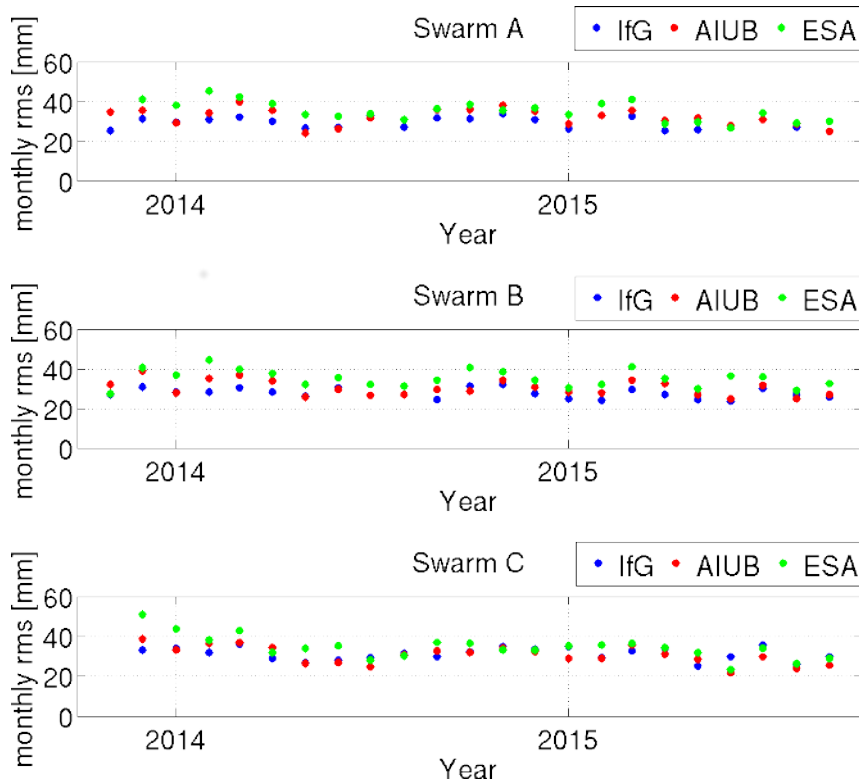 Swarm A
IfG AIUB ESA
monthly rms [mm]
60
40
20
0
2014 2015
Year
Swarm B
IfG AIUB ESA
monthly rms [mm]
60
40
20
0
2014 2015
Year
Swarm C
IfG AIUB ESA
monthly rms [mm]
60
40
20
0
2014 2015
Year